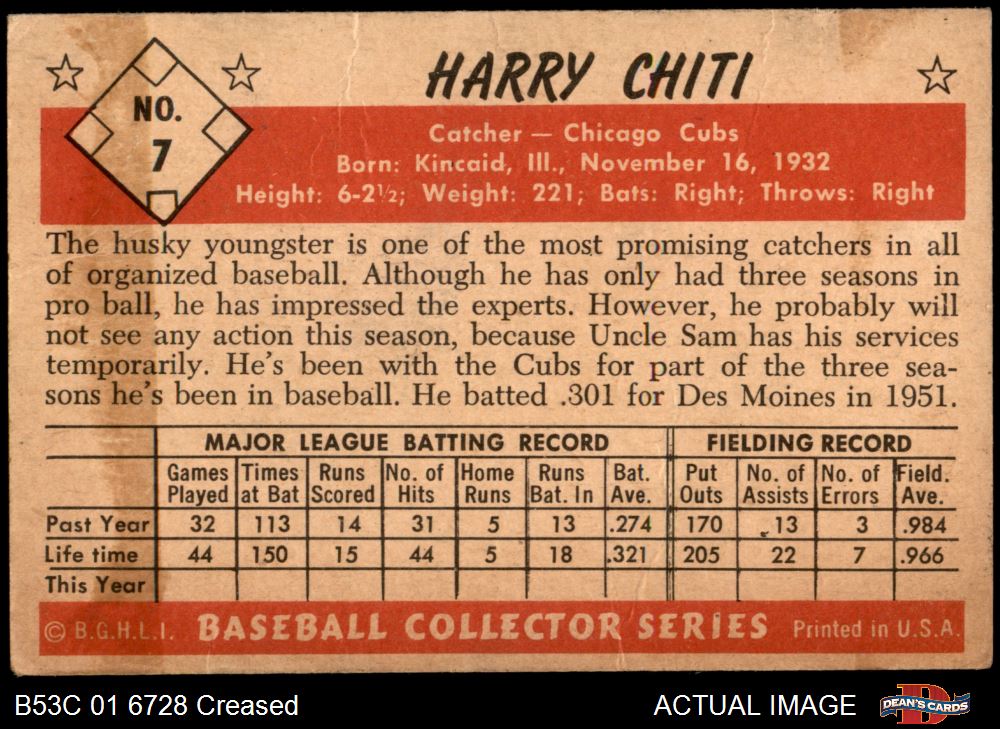 HARRY CHITI
NO.
7
Catcher — Chicago Cubs
Born: Kincaid, Ill., November 16, 1932
Height: 6-2½; Weight: 221; Bats: Right; Throws: Right
The husky youngster is one of the most promising catchers in all
of organized baseball. Although he has only had three seasons in
pro ball, he has impressed the experts. However, he probably will
not see any action this season, because Uncle Sam has his services
temporarily. He's been with the Cubs for part of the three sea-
sons he's been in baseball. He batted .301 for Des Moines in 1951.
MAJOR LEAGUE BATTING RECORD FIELDING RECORD
Games Times Runs No. of Home Runs Bat. Put No. of No. of Field.
Played at Bat Scored Hits Runs Bat. In Ave. Outs Assists Errors Ave.
Past Year 32 113 14 31 5 13 .274 170 13 3 .984
Life time 44 150 15 44 5 18 .321 205 22 7 .966
This Year
© B.G.H.L.I. BASEBALL COLLECTOR SERIES Printed in U.S.A.
B53C 01 6728 Creased ACTUAL IMAGE D DEAN'S CARDS